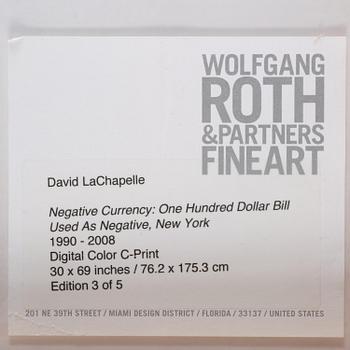 WOLFGANG
ROTH
&PARTNERS
FINEART
David LaChapelle
Negative Currency: One Hundred Dollar Bill
Used As Negative, New York
1990 - 2008
Digital Color C-Print
30 x 69 inches / 76.2 x 175.3 cm
Edition 3 of 5
201 NE 39TH STREET / MIAMI DESIGN DISTRICT / FLORIDA / 33137 / UNITED STATES